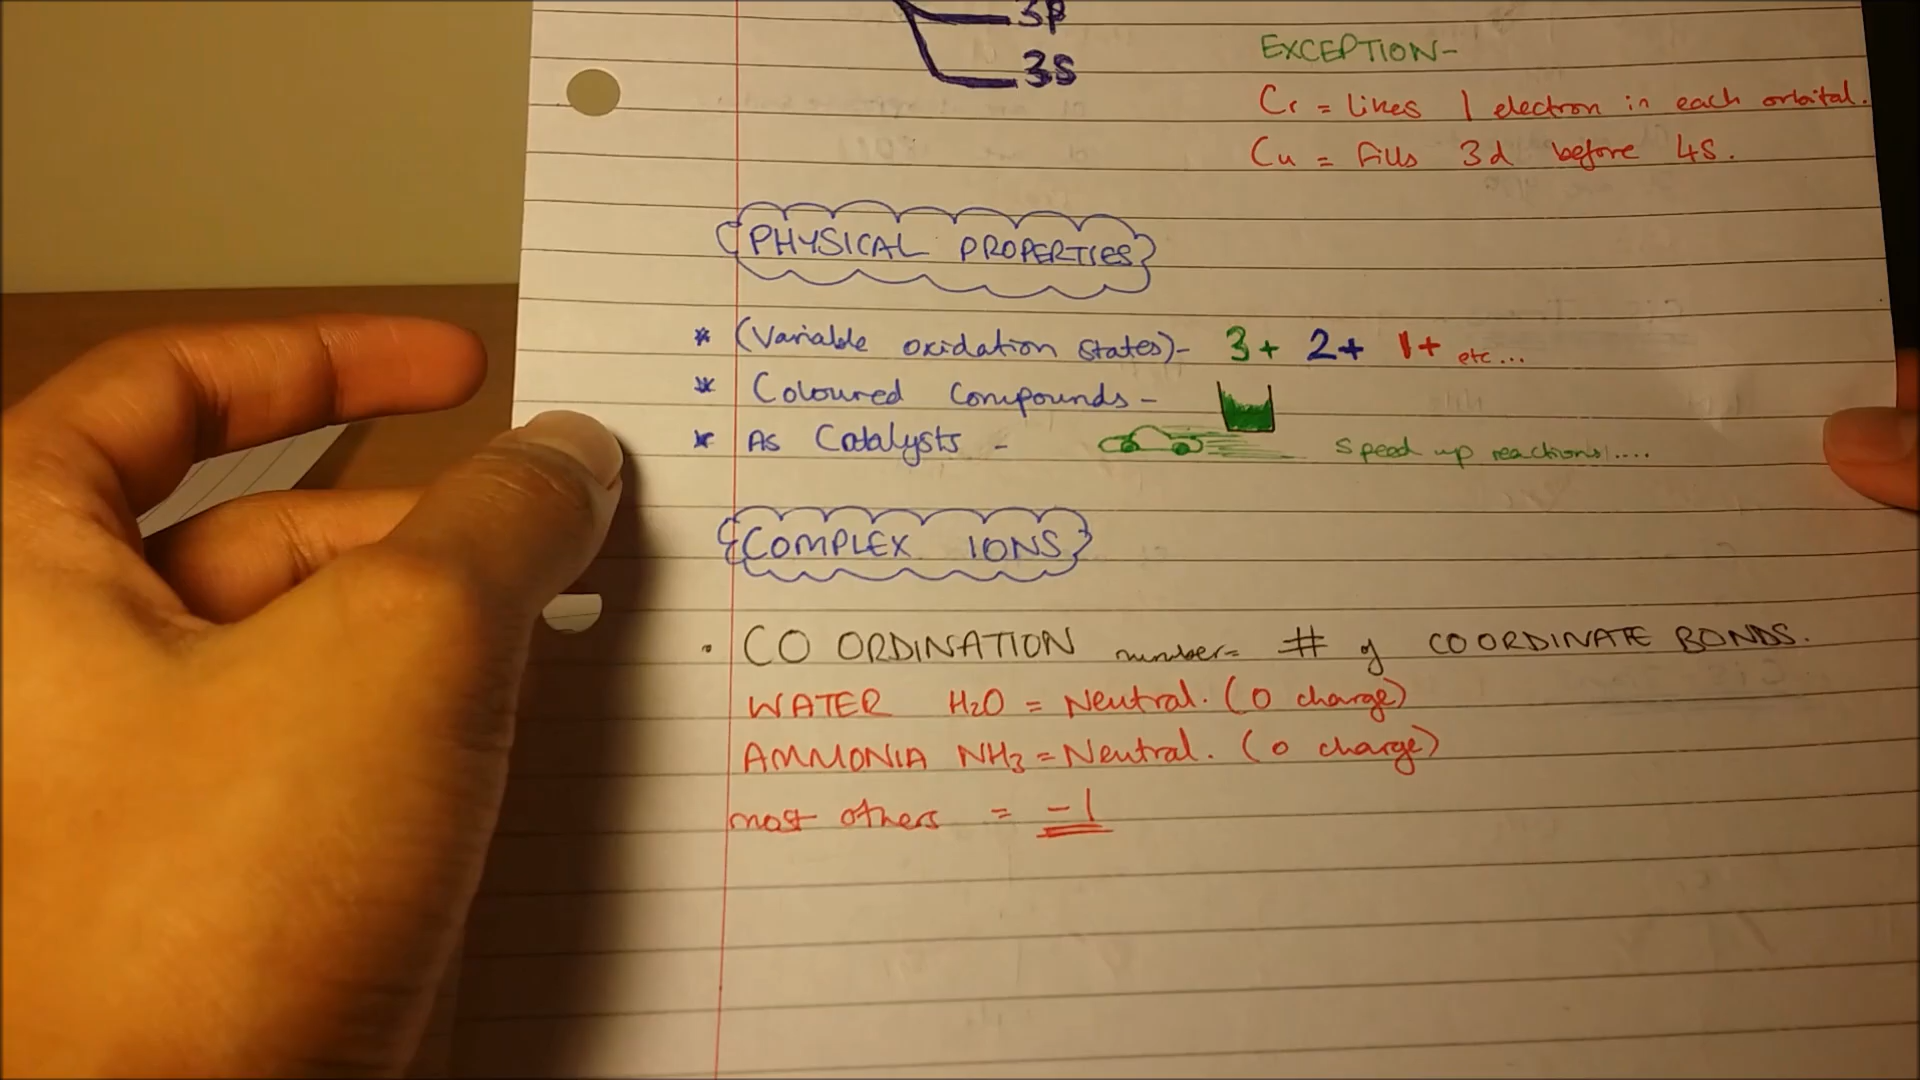 3p
3s
EXCEPTION-
Cr = Likes 1 electron in each orbital.
Cu = Fills 3d before 4s.
PHYSICAL PROPERTIES
* (Variable oxidation states)- 3+ 2+ 1+ etc...
* Coloured Compounds -
* As Catalysts - speed up reactions!....
COMPLEX IONS
• CO ORDINATION number= # of COORDINATE BONDS.
WATER H2O = Neutral. (0 charge)
AMMONIA NH3 = Neutral. (0 charge)
most others = -1